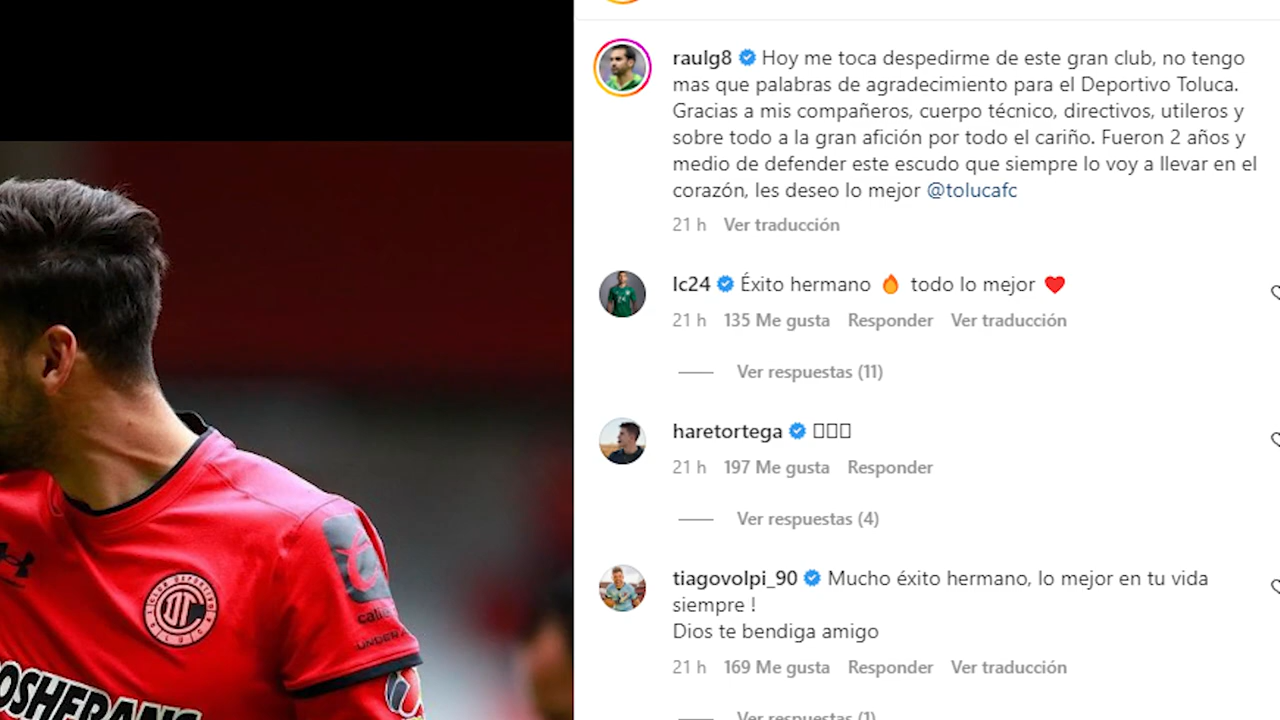 raulg8 Hoy me toca despedirme de este gran club, no tengo
mas que palabras de agradecimiento para el Deportivo Toluca.
Gracias a mis compañeros, cuerpo técnico, directivos, utileros y
sobre todo a la gran afición por todo el cariño. Fueron 2 años y
medio de defender este escudo que siempre lo voy a llevar en el
corazón, les deseo lo mejor @tolucafc
21 h Ver traducción
lc24 Éxito hermano 🔥 todo lo mejor ❤️
21 h 135 Me gusta Responder Ver traducción
Ver respuestas (11)
haretortega
21 h 197 Me gusta Responder
Ver respuestas (4)
tiagovolpi_90 Mucho éxito hermano, lo mejor en tu vida
siempre !
Dios te bendiga amigo
21 h 169 Me gusta Responder Ver traducción
Ver respuestas (1)